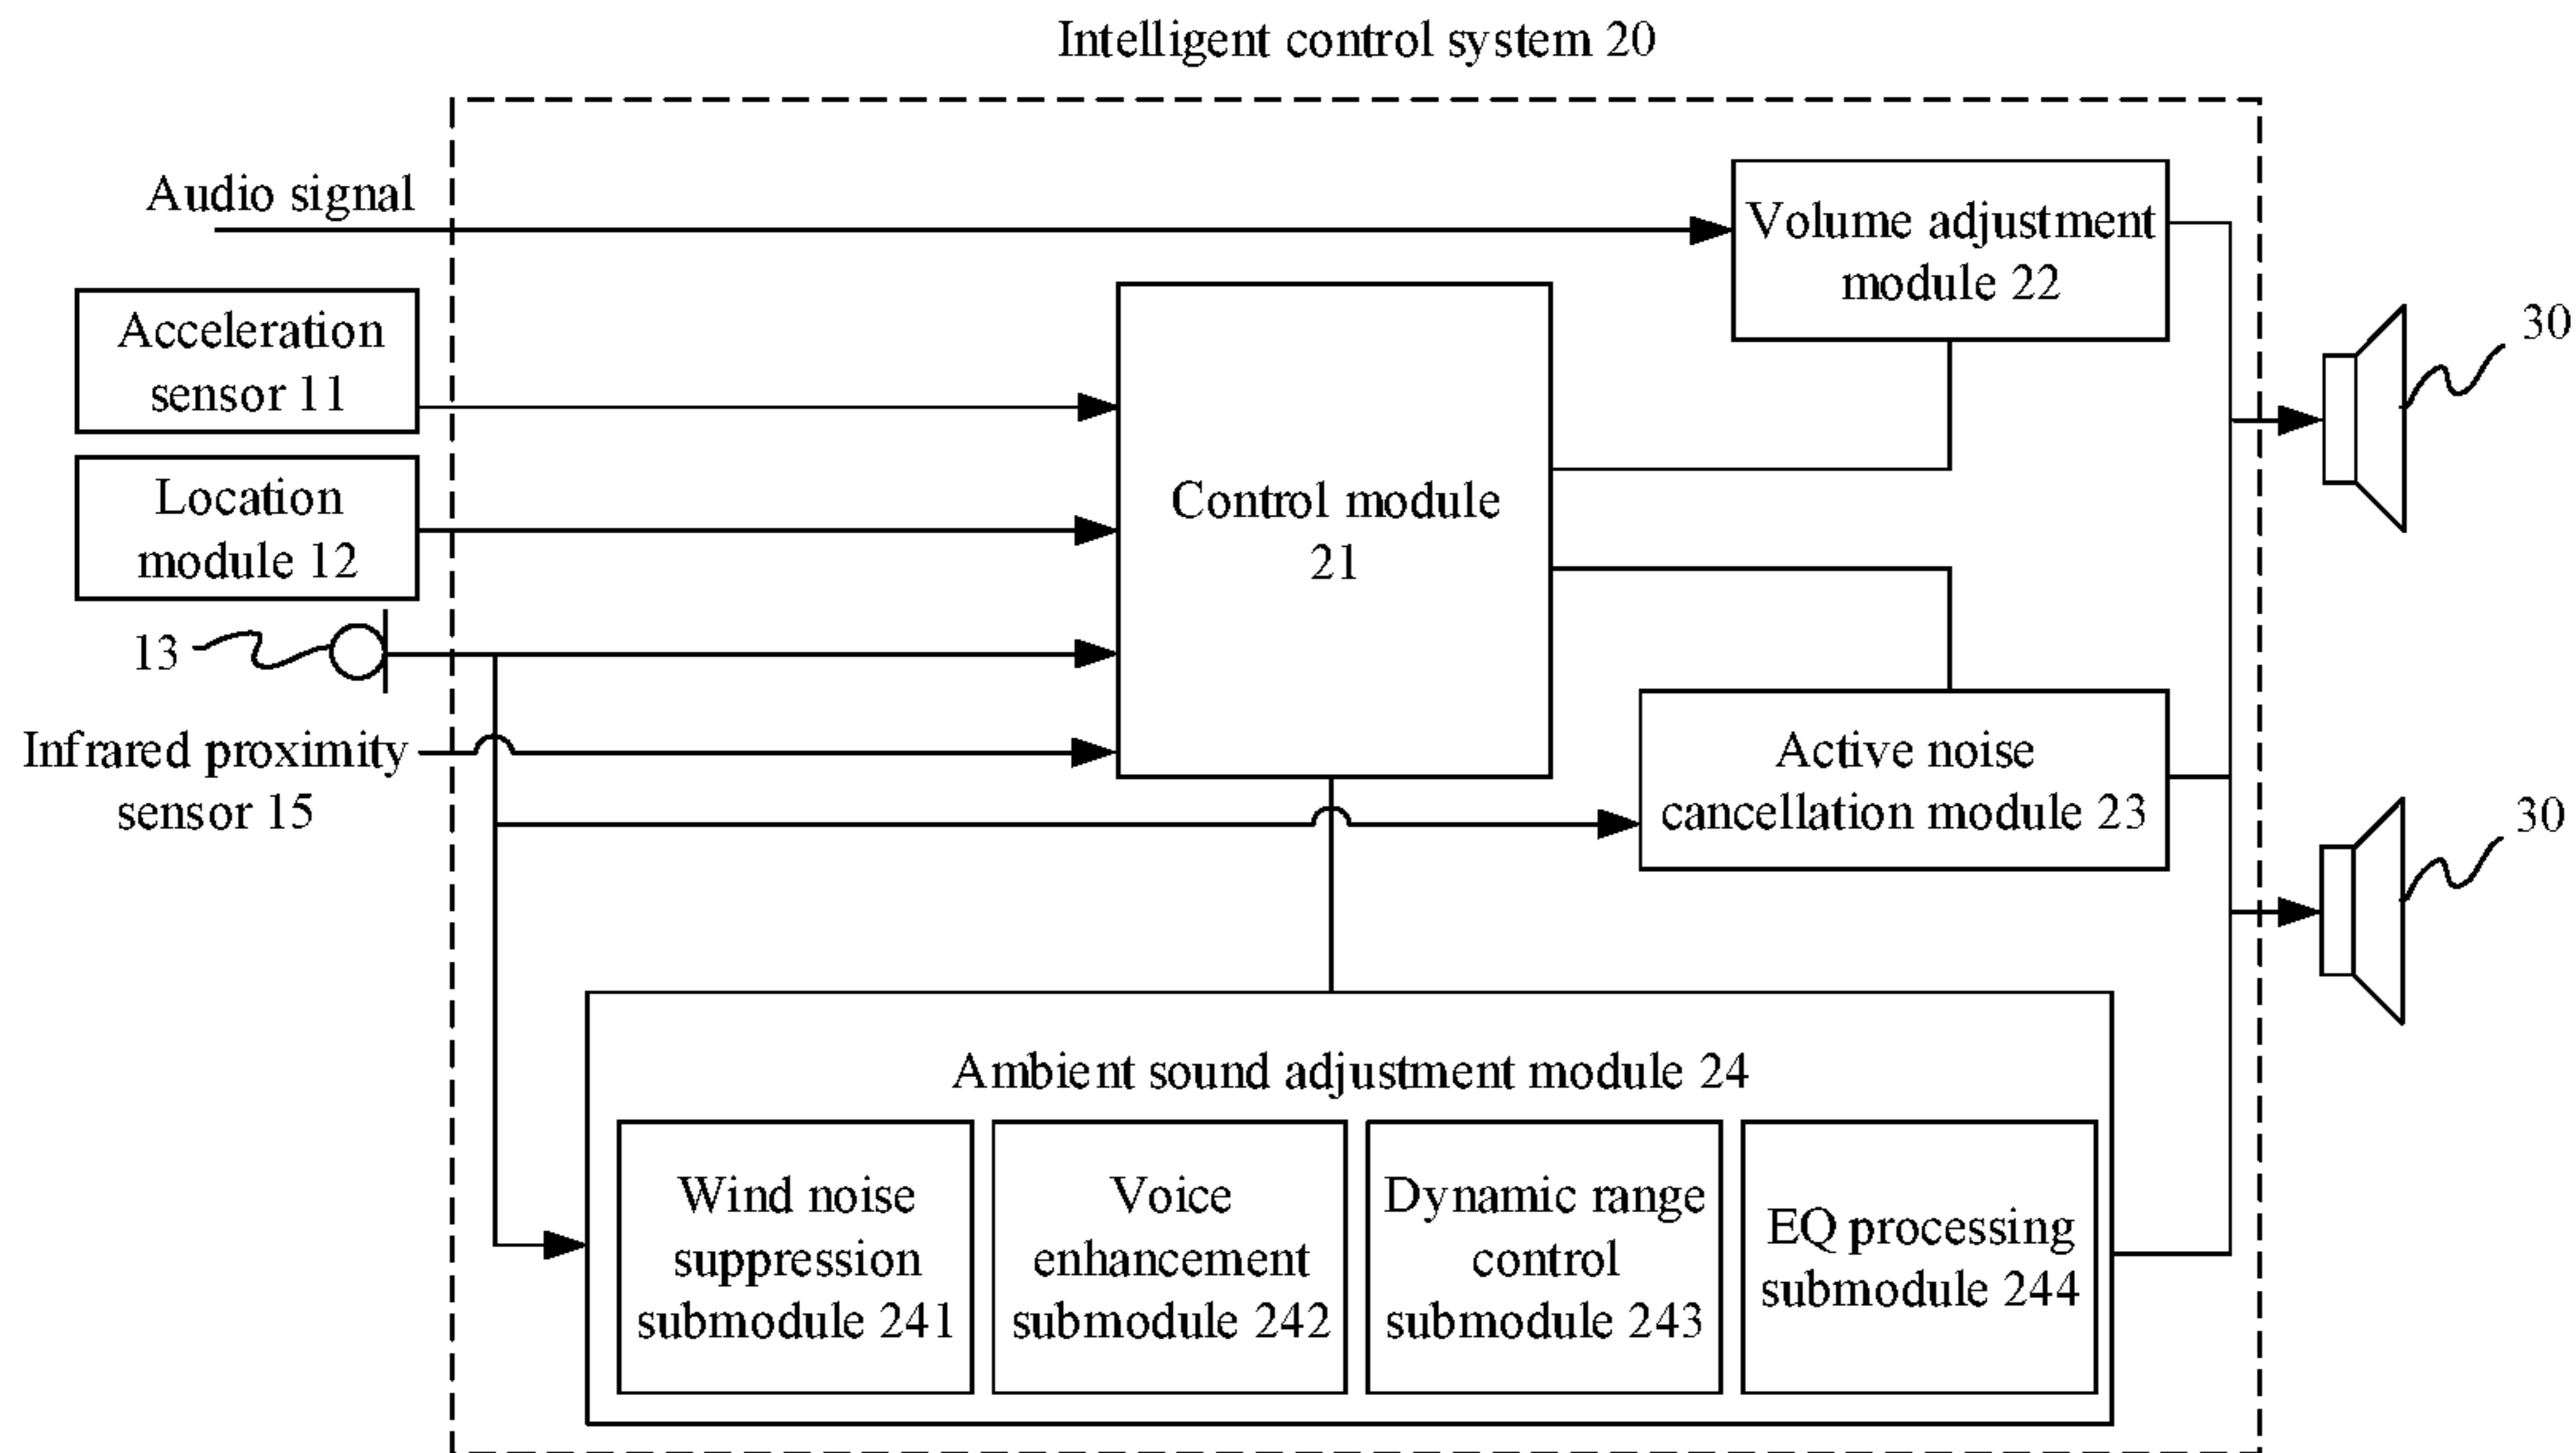 Intelligent control system 20
Audio signal
Volume adjustment
module 22
Acceleration
sensor 11
30
Location
module 12
Control module
21
13
Infrared proximity
sensor 15
Active noise
cancellation module 23
30
Ambient sound adjustment module 24
Wind noise
suppression
submodule 241
Voice
enhancement
submodule 242
Dynamic range
control
submodule 243
EQ processing
submodule 244